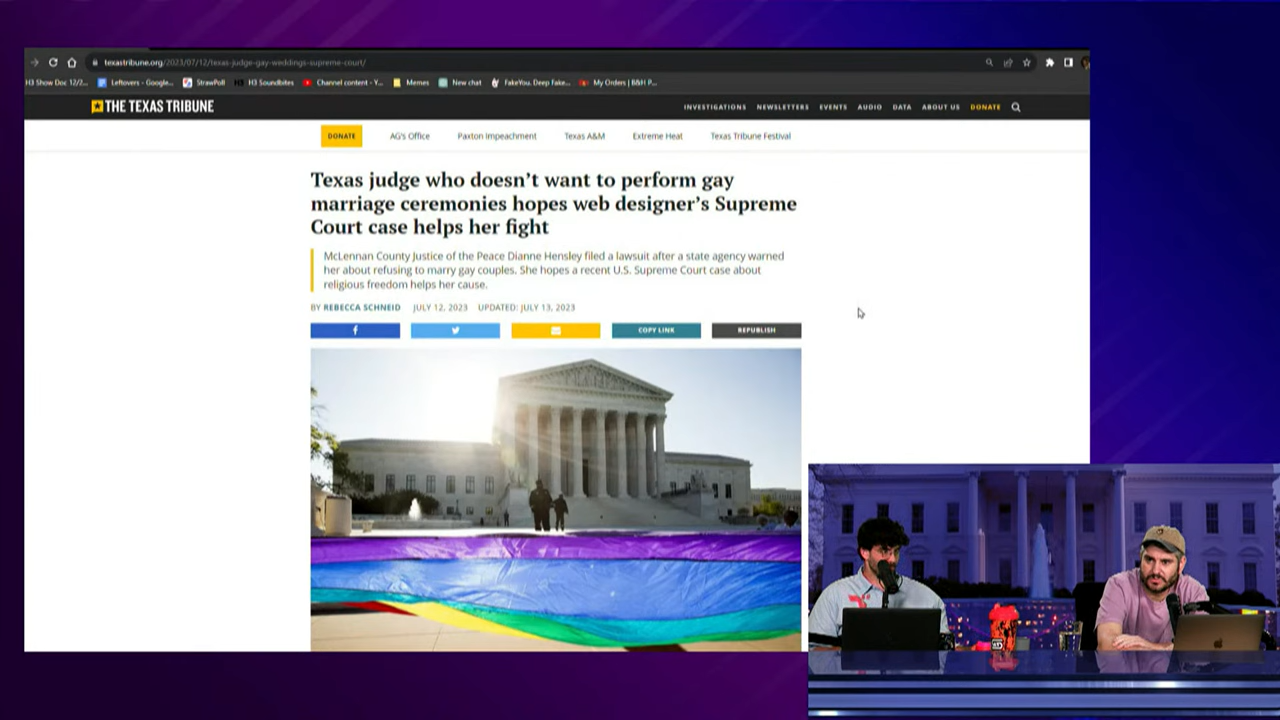 texastribune.org/2023/07/12/texas-judge-gay-weddings-supreme-court/
H3 Show Doc 12/2... Leftovers - Google... StrawPoll H3 Soundbites Channel content - Y... Memes New chat FakeYou. Deep Fake... My Orders | B&H P...
THE TEXAS TRIBUNE
INVESTIGATIONS NEWSLETTERS EVENTS AUDIO DATA ABOUT US DONATE
DONATE AG's Office Paxton Impeachment Texas A&M Extreme Heat Texas Tribune Festival
Texas judge who doesn't want to perform gay
marriage ceremonies hopes web designer's Supreme
Court case helps her fight
McLennan County Justice of the Peace Dianne Hensley filed a lawsuit after a state agency warned
her about refusing to marry gay couples. She hopes a recent U.S. Supreme Court case about
religious freedom helps her cause.
BY REBECCA SCHNEID JULY 12, 2023 UPDATED: JULY 13, 2023
COPY LINK REPUBLISH